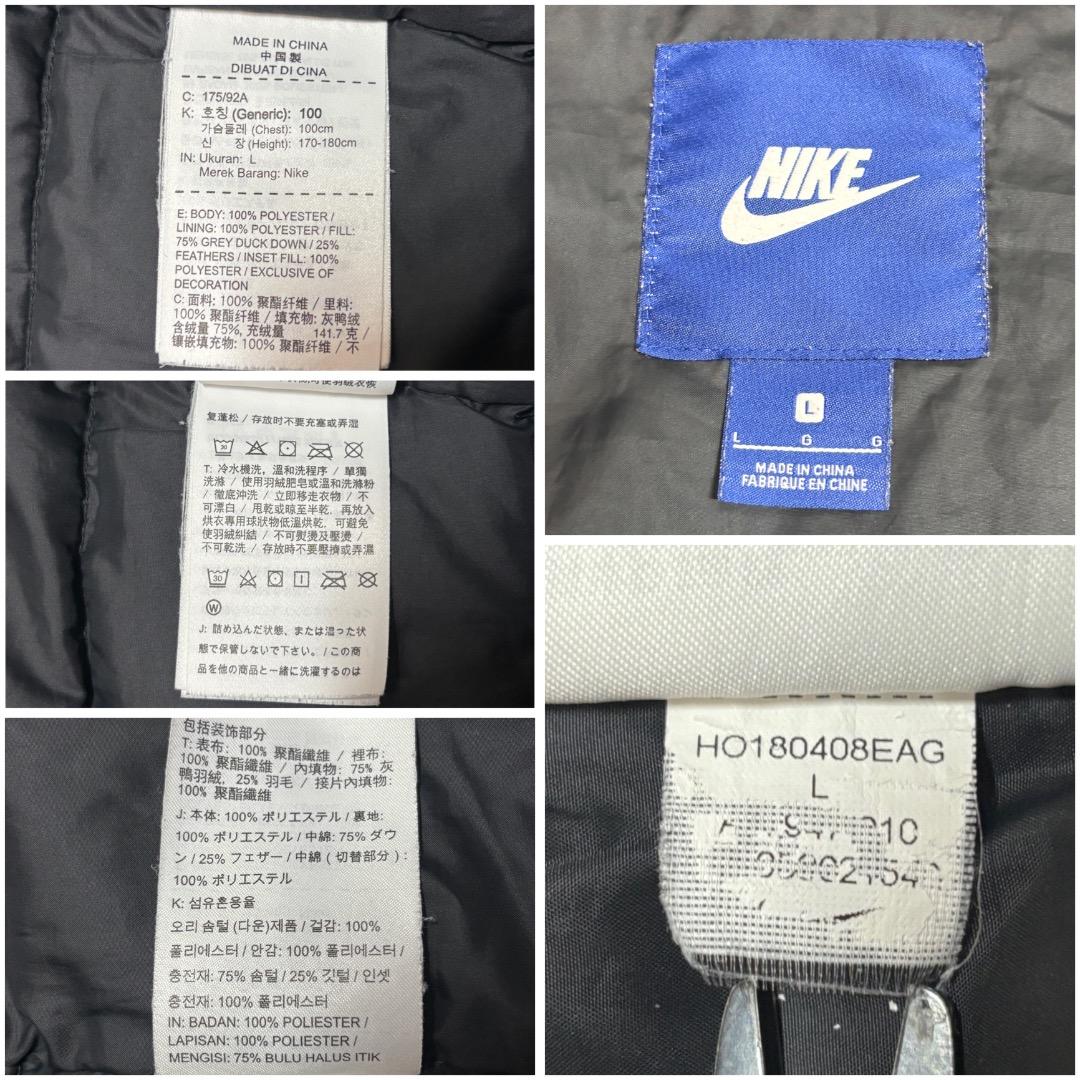 MADE IN CHINA
中国製
DIBUAT DI CINA
C: 175/92A
K: 호칭 (Generic): 100
가슴둘레 (Chest): 100cm
신 장 (Height): 170-180cm
IN: Ukuran: L
Merek Barang: Nike
E: BODY: 100% POLYESTER /
LINING: 100% POLYESTER / FILL:
75% GREY DUCK DOWN / 25%
FEATHERS / INSET FILL: 100%
POLYESTER / EXCLUSIVE OF
DECORATION
C: 面料: 100% 聚酯纤维 / 里料:
100% 聚酯纤维 / 填充物: 灰鸭绒
含绒量 75%, 充绒量 141.7 克 /
镶嵌填充物: 100% 聚酯纤维 / 不
复蓬松 / 存放时不要充塞或弄湿
30
T: 冷水機洗, 溫和洗程序 / 單獨
洗滌 / 使用羽絨肥皂或溫和洗滌粉
/ 徹底沖洗 / 立即移走衣物 / 不
可漂白 / 甩乾或晾至半乾, 再放入
烘衣專用球狀物低溫烘乾, 可避免
使羽絨糾結 / 不可熨燙及壓燙 /
不可乾洗 / 存放時不要壓擠或弄濕
30
W
J: 詰め込んだ状態、または湿った状
態で保管しないで下さい。 / この商
品を他の商品と一緒に洗濯するのは
包括装饰部分
T: 表布: 100% 聚酯纖維 / 裡布:
100% 聚酯纖維 / 內填物: 75% 灰
鴨羽絨, 25% 羽毛 / 接片內填物:
100% 聚酯纖維
J: 本体: 100% ポリエステル / 裏地:
100% ポリエステル / 中綿: 75% ダウ
ン / 25% フェザー / 中綿 ( 切替部分 ) :
100% ポリエステル
K: 섬유혼용율
오리 솜털 (다운)제품 / 겉감: 100%
폴리에스터 / 안감: 100% 폴리에스터 /
충전재: 75% 솜털 / 25% 깃털 / 인셋
충전재: 100% 폴리에스터
IN: BADAN: 100% POLIESTER /
LAPISAN: 100% POLIESTER /
MENGISI: 75% BULU HALUS ITIK
NIKE
L
L G G
MADE IN CHINA
FABRIQUE EN CHINE
HO180408EAG
L